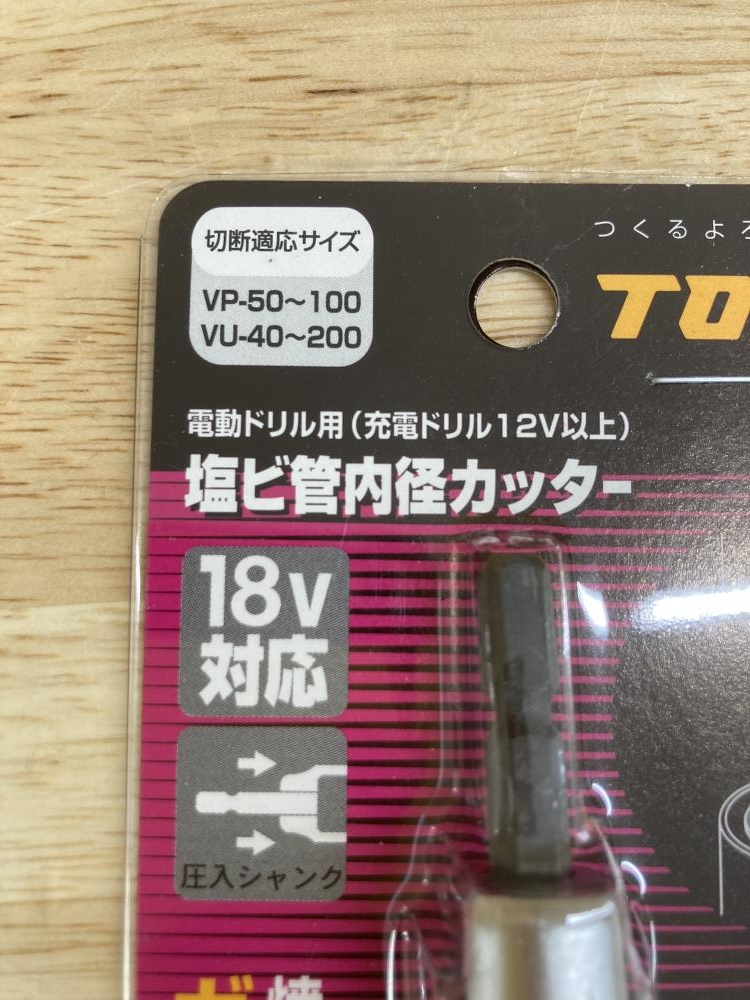 切断適応サイズ
VP-50〜100
VU-40〜200
つくるよろ
TO
電動ドリル用(充電ドリル12V以上)
塩ビ管内径カッター
18V
対応
圧入シャンク